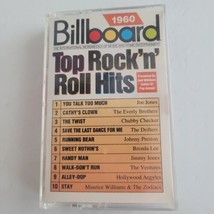 1960
Billboard
Top Rock'n'
Roll Hits
1 YOU TALK TOO MUCH Joe Jones
2 CATHY'S CLOWN The Everly Brothers
3 THE TWIST Chubby Checker
4 SAVE THE LAST DANCE FOR ME The Drifters
5 RUNNING BEAR Johnny Preston
6 SWEET NOTHIN'S Brenda Lee
7 HANDY MAN Jimmy Jones
8 WALK-DON'T RUN The Ventures
9 ALLEY-OOP Hollywood Argyles
10 STAY Maurice Williams & The Zodiacs